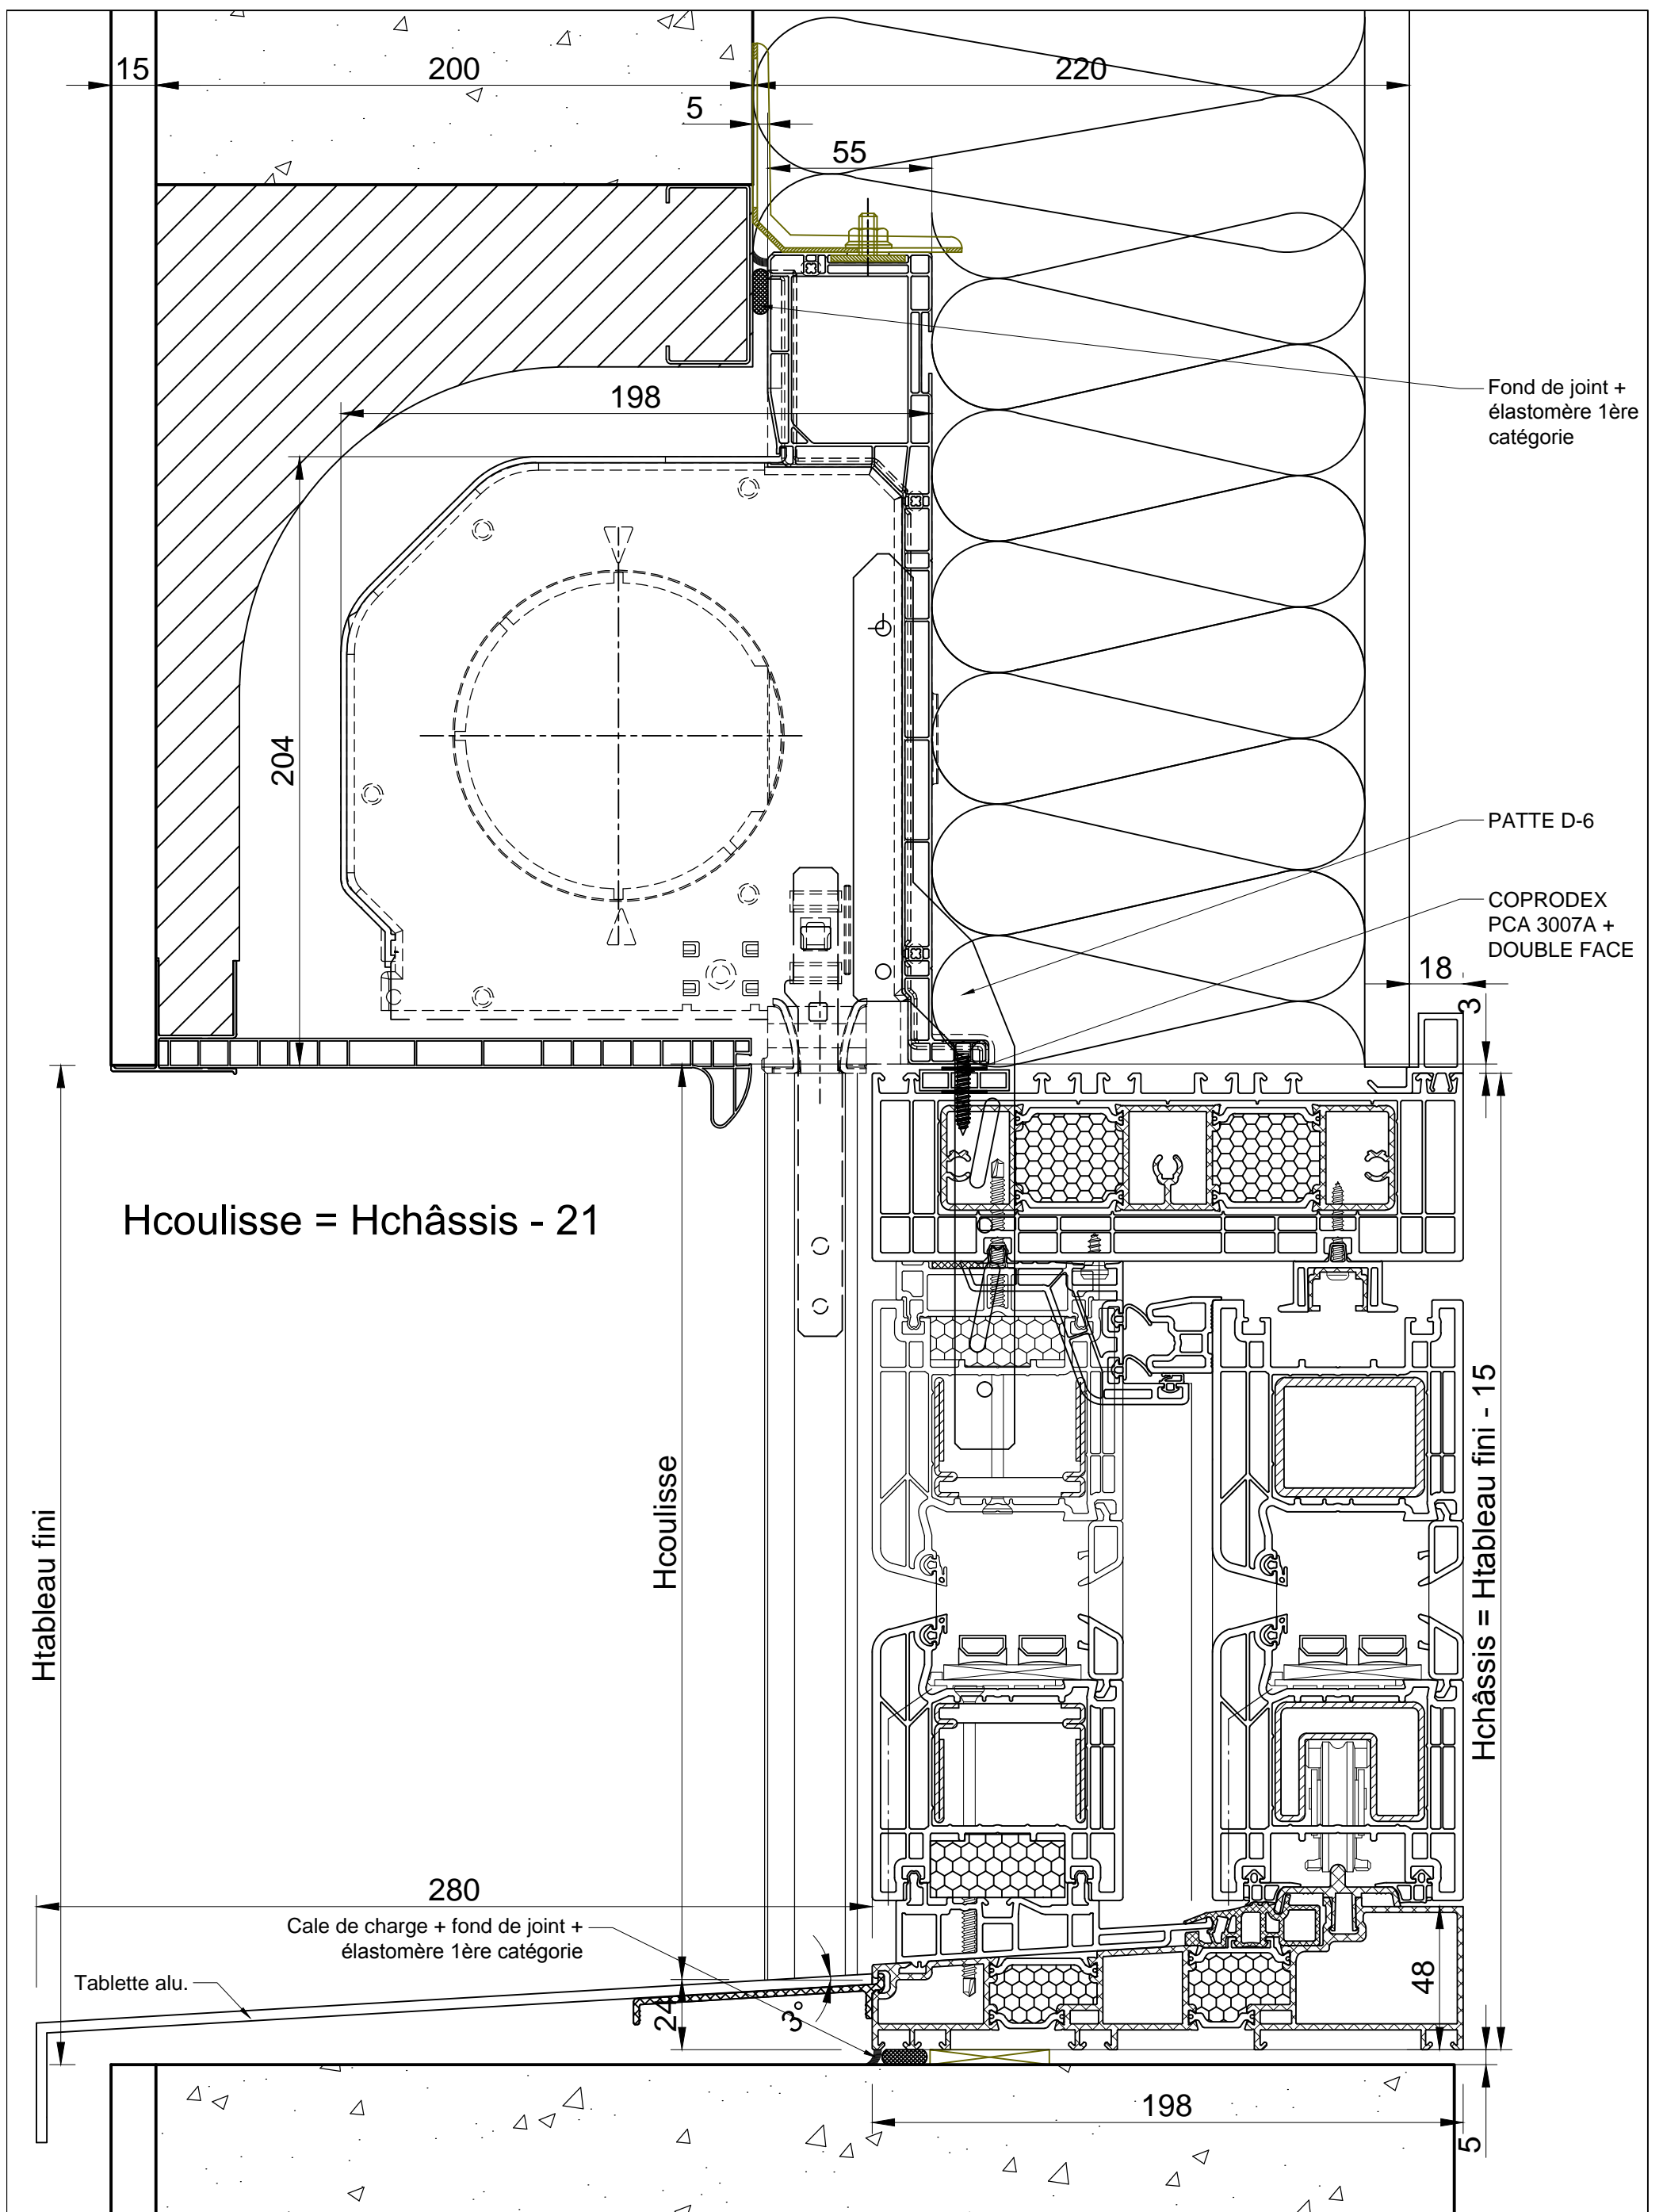 15
200
220
5
55
198
Fond de joint +
élastomère 1ère
catégorie
204
PATTE D-6
COPRODEX
PCA 3007A +
DOUBLE FACE
18
3
Hcoulisse = Hchâssis - 21
Htableau fini
Hcoulisse
Hchâssis = Htableau fini - 15
280
Cale de charge + fond de joint +
élastomère 1ère catégorie
Tablette alu.
24
3°
48
198
5